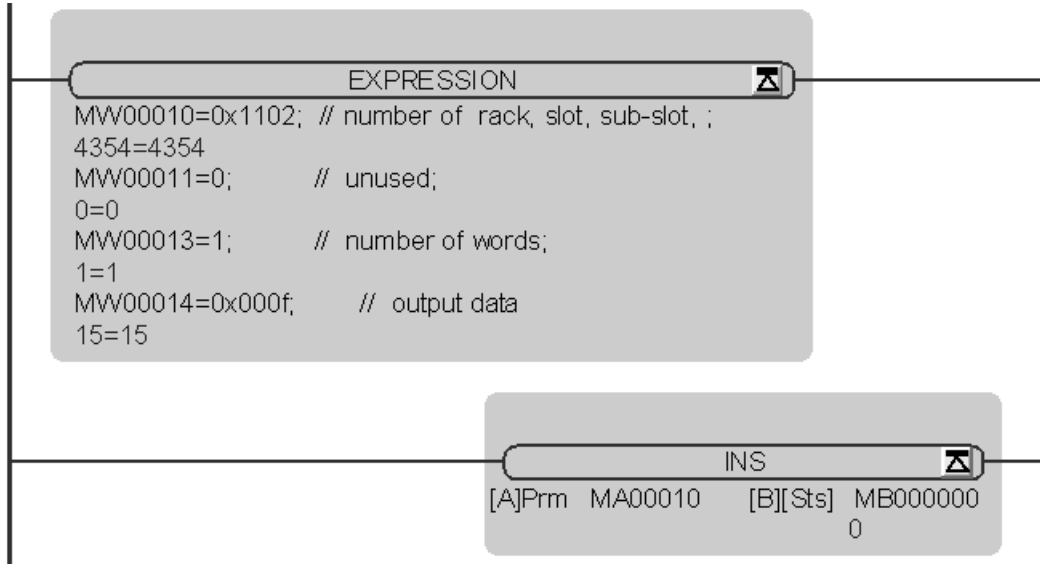 EXPRESSION
MW00010=0x1102; // number of rack, slot, sub-slot, ;
4354=4354
MW00011=0; // unused;
0=0
MW00013=1; // number of words;
1=1
MW00014=0x000f; // output data
15=15
INS
[A]Prm MA00010 [B][Sts] MB000000
0